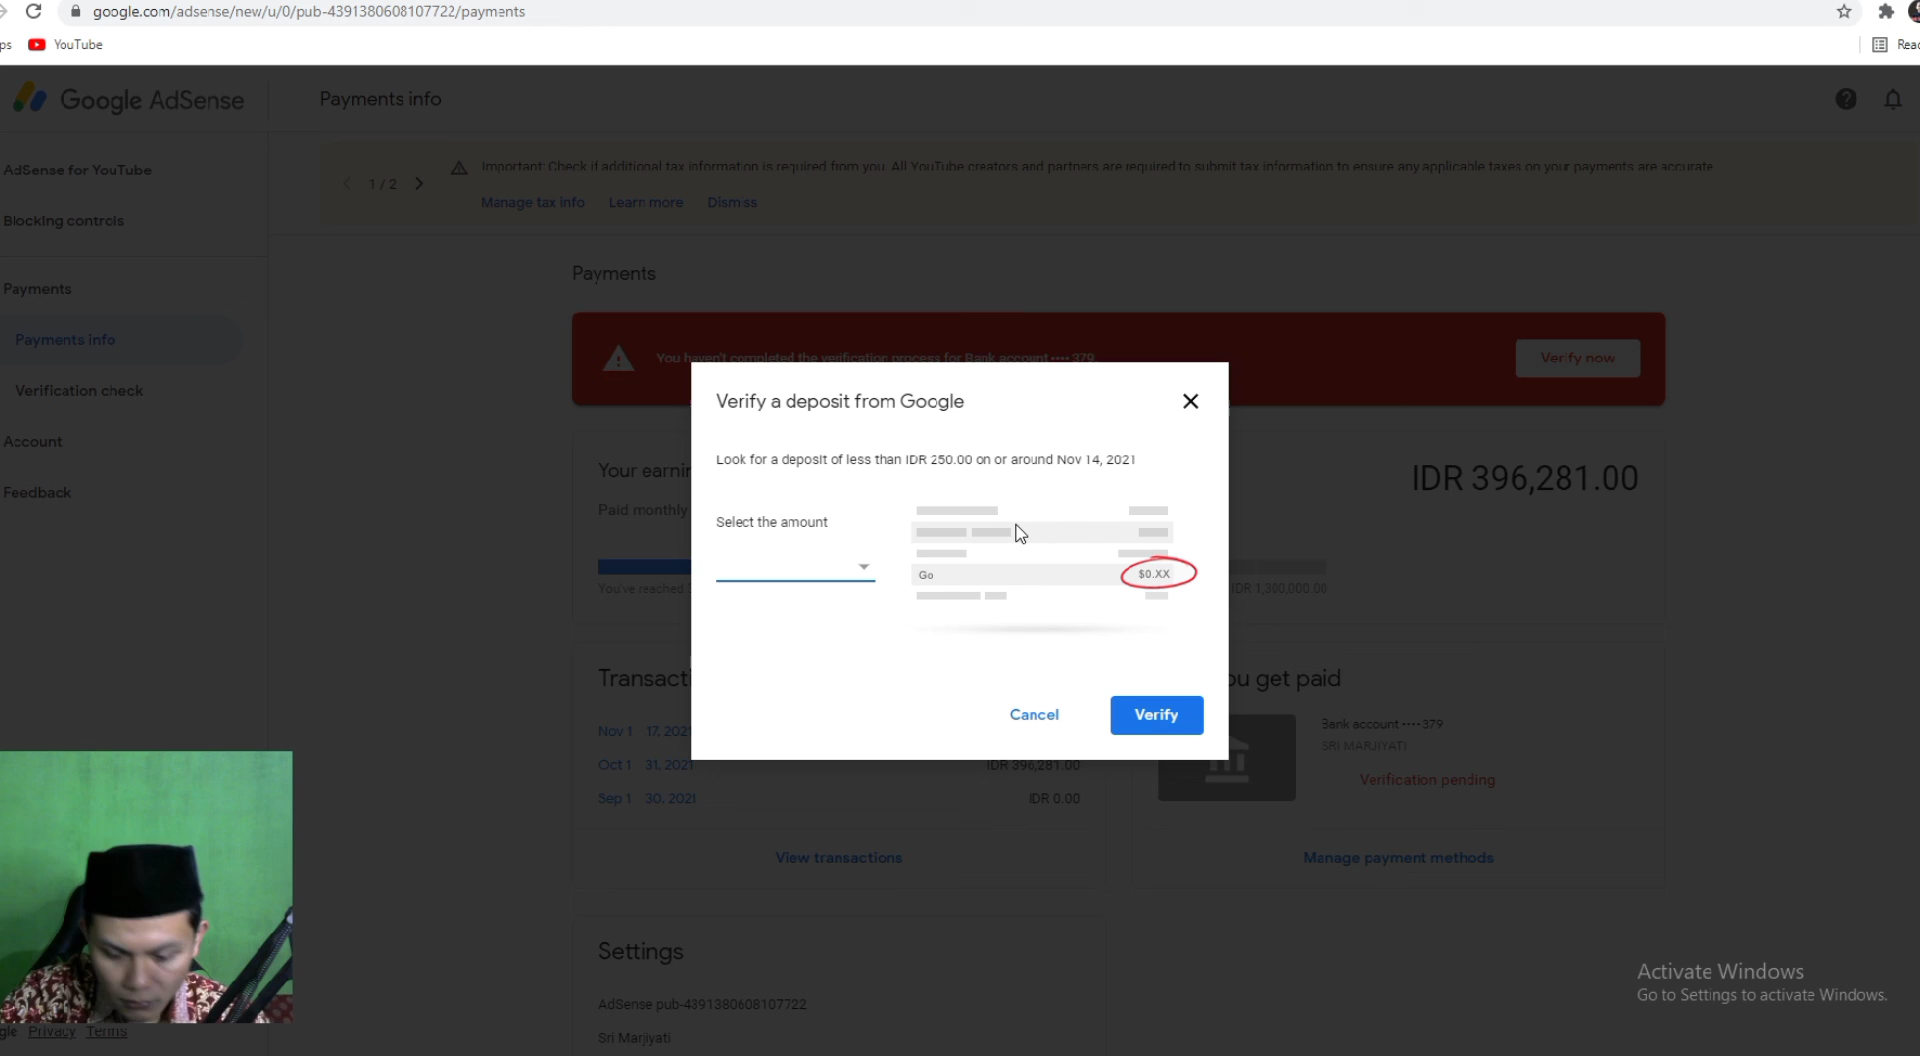 google.com/adsense/new/u/0/pub-4391380608107722/payments
ps YouTube
Google AdSense
Payments info
AdSense for YouTube
Blocking controls
Payments
Payments info
Verification check
Account
Feedback
1 / 2
Important: Check if additional tax information is required from you. All YouTube creators and partners are required to submit tax information to ensure any applicable taxes on your payments are accurate
Manage tax info Learn more Dismiss
Payments
You haven't completed the verification process for Bank account •••• 379.
Verify now
Verify a deposit from Google
Look for a deposit of less than IDR 250.00 on or around Nov 14, 2021
Select the amount
Go $0.XX
Cancel Verify
Your earnin
IDR 396,281.00
Paid monthly
You've reached
IDR 1,300,000.00
Transacti
Nov 1 17, 2021
Oct 1 31, 2021 IDR 396,281.00
Sep 1 30, 2021 IDR 0.00
View transactions
ou get paid
Bank account •••• 379
SRI MARJIYATI
Verification pending
Manage payment methods
Settings
AdSense pub-4391380608107722
Sri Marjiyati
Activate Windows
Go to Settings to activate Windows.
gle Privacy Terms